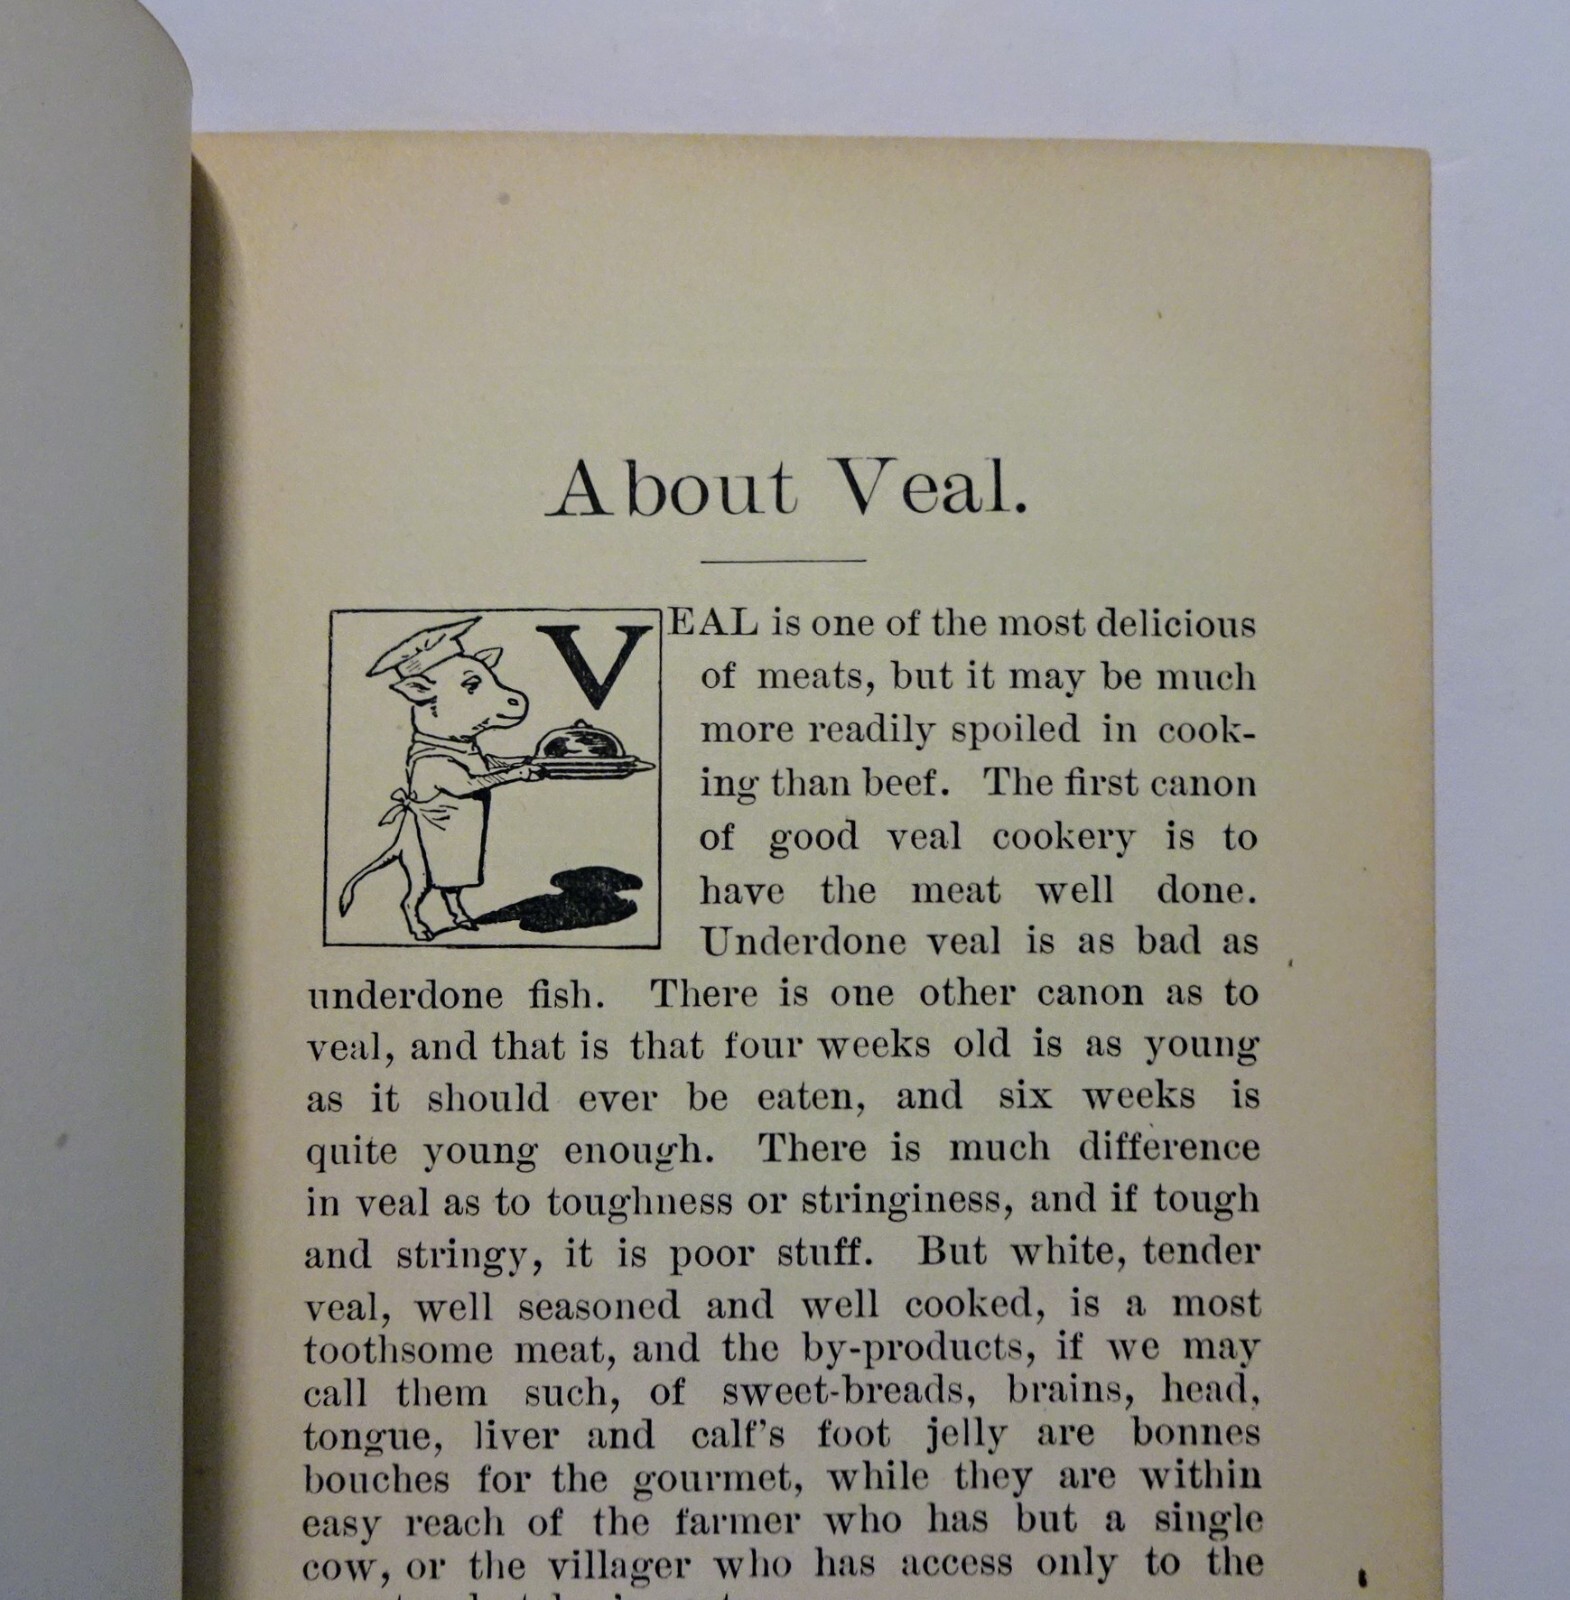 About Veal.
VEAL is one of the most delicious
of meats, but it may be much
more readily spoiled in cook-
ing than beef. The first canon
of good veal cookery is to
have the meat well done.
Underdone veal is as bad as
underdone fish. There is one other canon as to
veal, and that is that four weeks old is as young
as it should ever be eaten, and six weeks is
quite young enough. There is much difference
in veal as to toughness or stringiness, and if tough
and stringy, it is poor stuff. But white, tender
veal, well seasoned and well cooked, is a most
toothsome meat, and the by-products, if we may
call them such, of sweet-breads, brains, head,
tongue, liver and calf's foot jelly are bonnes
bouches for the gourmet, while they are within
easy reach of the farmer who has but a single
cow, or the villager who has access only to the